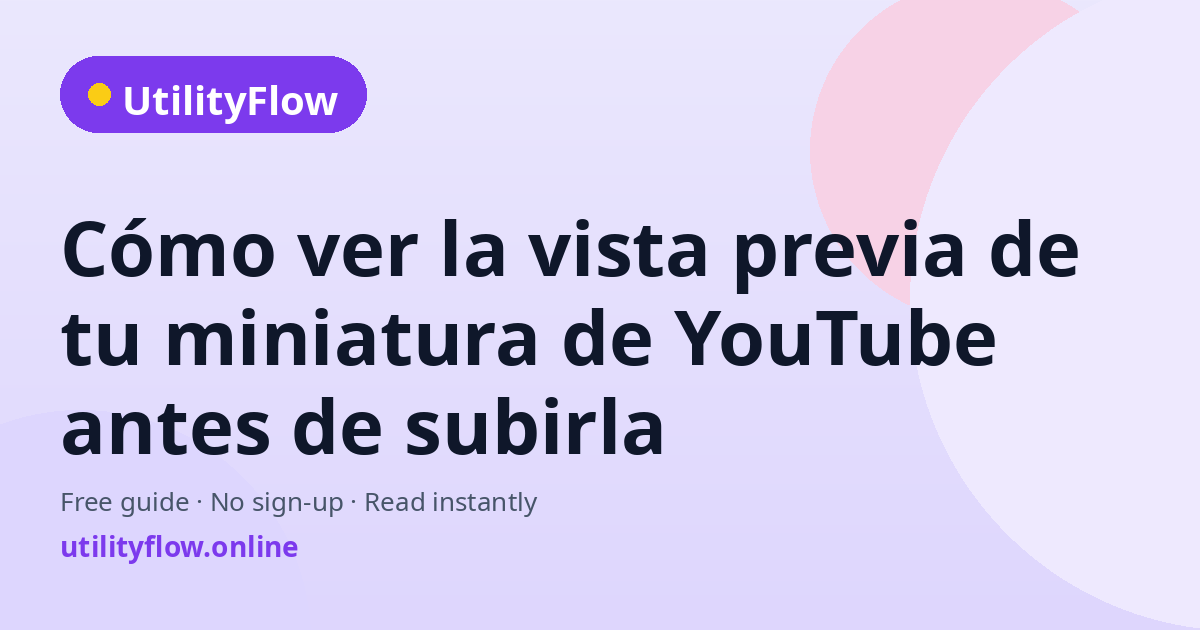 UtilityFlow
Cómo ver la vista previa de
tu miniatura de YouTube
antes de subirla
Free guide · No sign-up · Read instantly
utilityflow.online